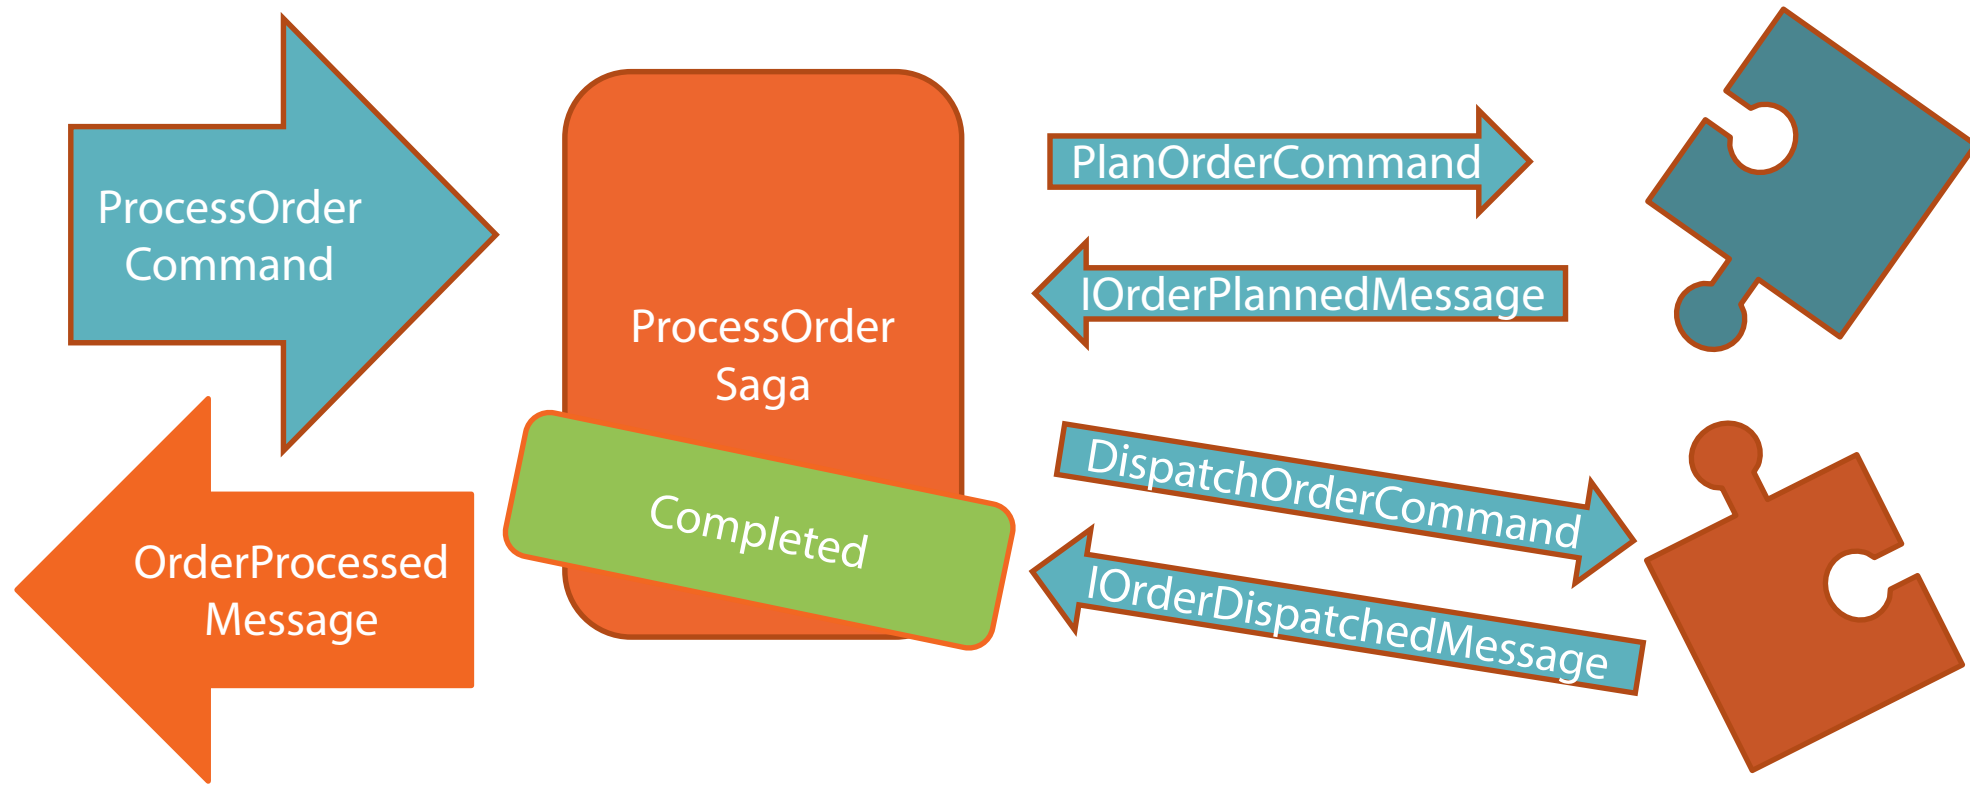 ProcessOrder
Command
ProcessOrder
Saga
Completed
OrderProcessed
Message
PlanOrderCommand
IOrderPlannedMessage
DispatchOrderCommand
IOrderDispatchedMessage